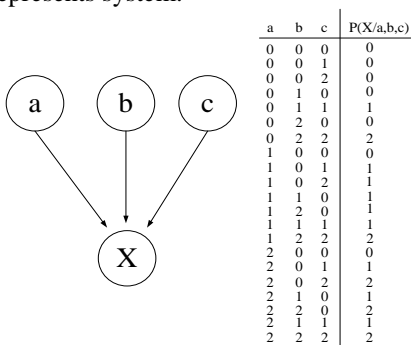 epresents system.
a b c P(X/a,b,c)
0 0 0 0
0 0 1 0
0 0 2 0
0 1 0 0
0 1 1 1
0 2 0 0
0 2 2 2
1 0 0 0
1 0 1 1
1 0 2 1
1 1 0 1
1 2 0 1
1 1 1 1
1 2 2 2
2 0 0 0
2 0 1 1
2 0 2 2
2 1 0 1
2 2 0 2
2 1 1 1
2 2 2 2
a b c
X